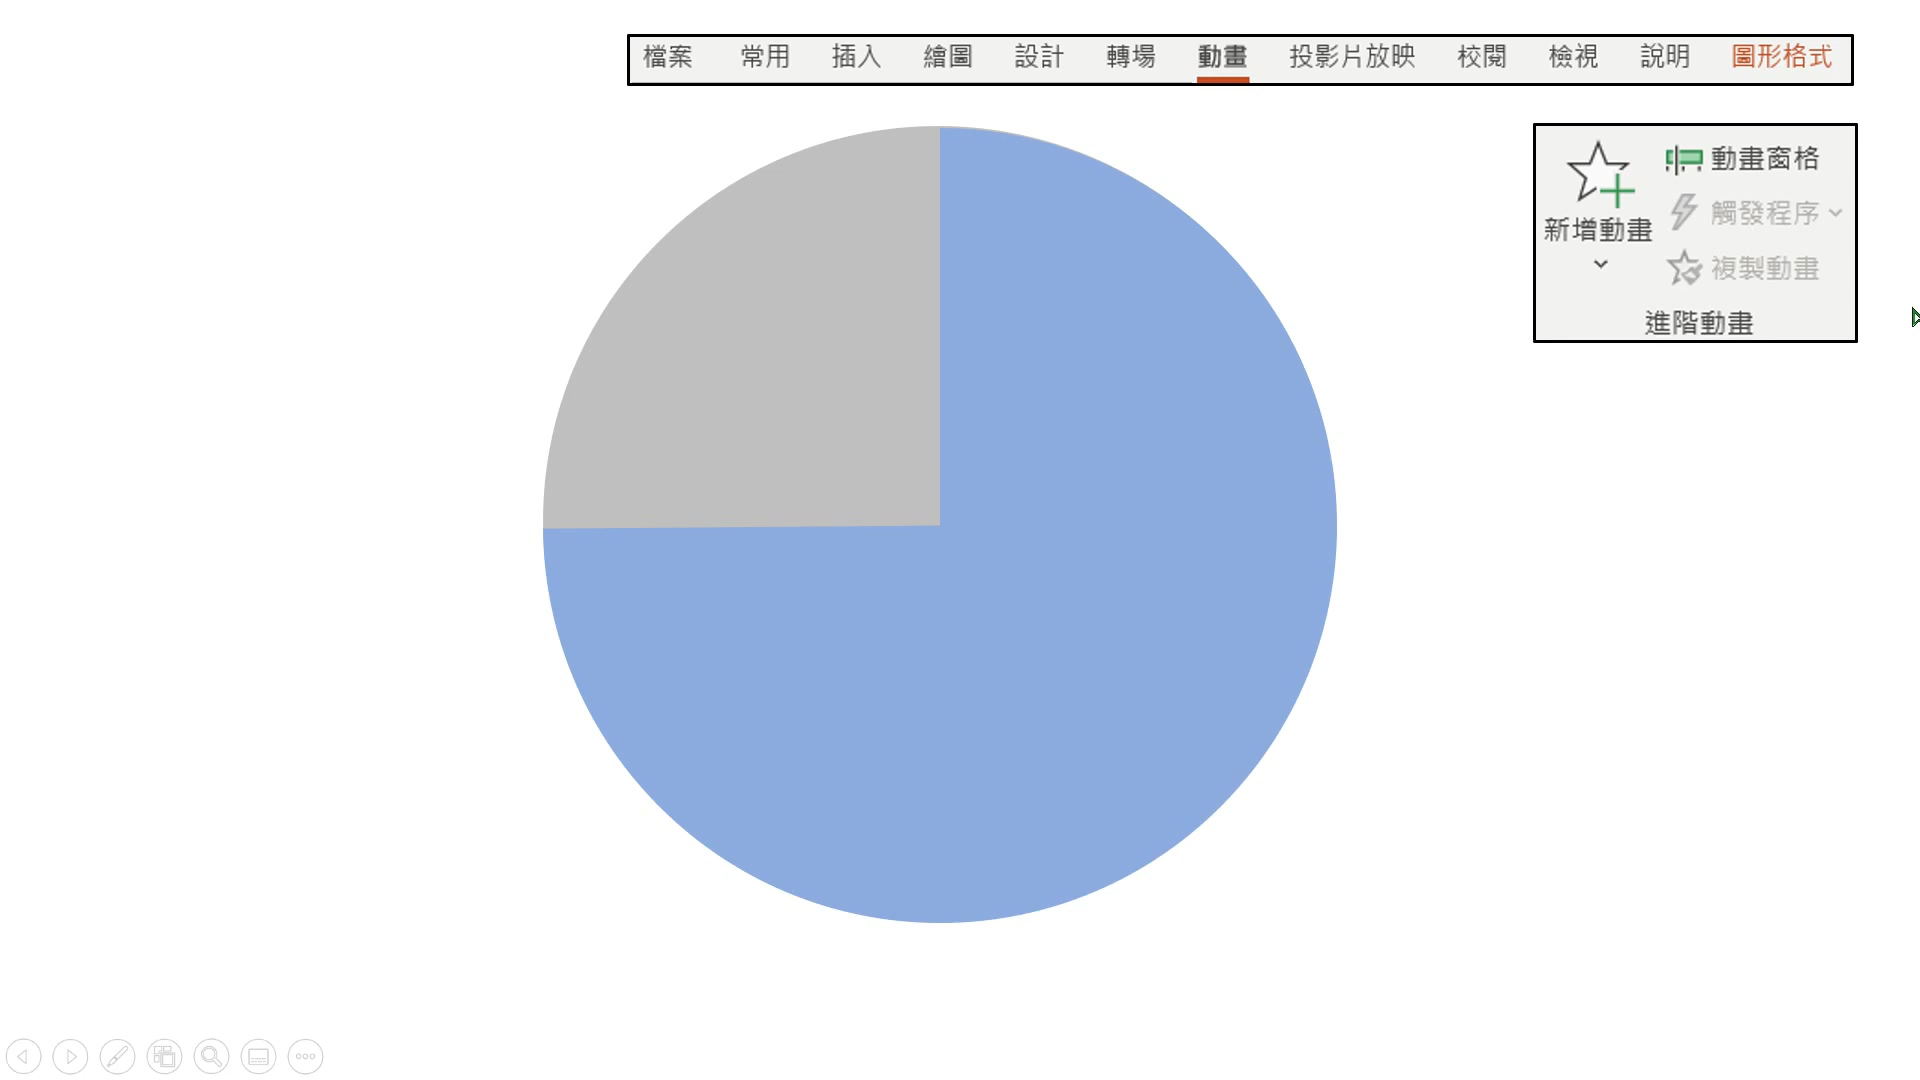 檔案 常用 插入 繪圖 設計 轉場 動畫 投影片放映 校閱 檢視 說明 圖形格式
新增動畫
動畫窗格
觸發程序
複製動畫
進階動畫